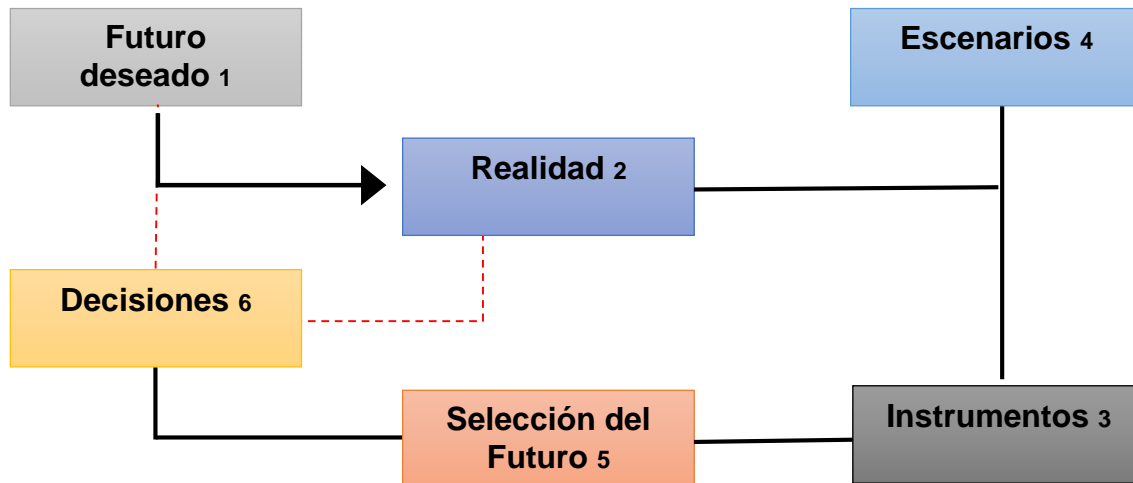 Futuro
deseado 1
Escenarios 4
Realidad 2
Decisiones 6
Selección del
Futuro 5
Instrumentos 3